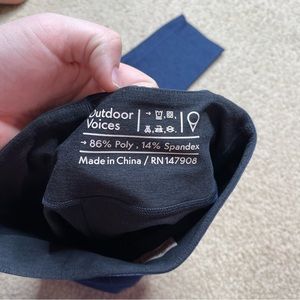 Outdoor
Voices
→ 86% Poly , 14% Spandex
Made in China / RN 147908